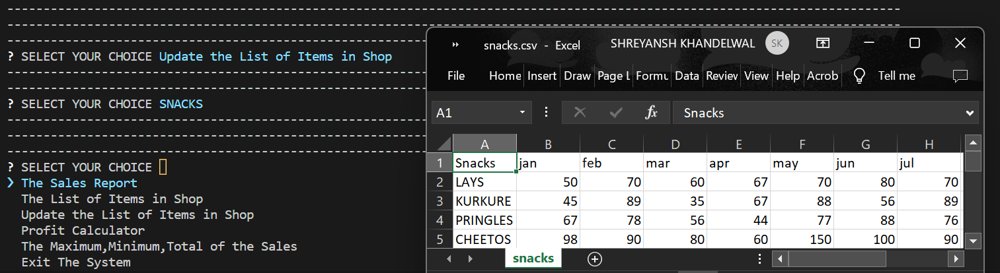 ? SELECT YOUR CHOICE Update the List of Items in Shop
? SELECT YOUR CHOICE SNACKS
? SELECT YOUR CHOICE
❯ The Sales Report
The List of Items in Shop
Update the List of Items in Shop
Profit Calculator
The Maximum,Minimum,Total of the Sales
Exit The System
snacks.csv - Excel SHREYANSH KHANDELWAL SK
File Home Insert Draw Page L Formu Data Review View Help Acrob Tell me
A1 fx Snacks
A B C D E F G H
1 Snacks jan feb mar apr may jun jul
2 LAYS 50 70 60 67 70 80 70
3 KURKURE 45 89 35 67 88 56 89
4 PRINGLES 67 78 56 44 77 88 76
5 CHEETOS 98 90 80 60 150 100 90
snacks